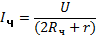 Iч = U / (2Rч + r)